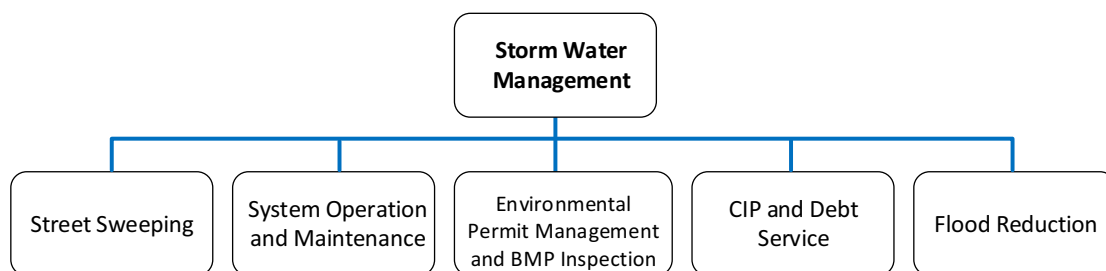 Storm Water
Management
Street Sweeping
System Operation
and Maintenance
Environmental
Permit Management
and BMP Inspection
CIP and Debt
Service
Flood Reduction